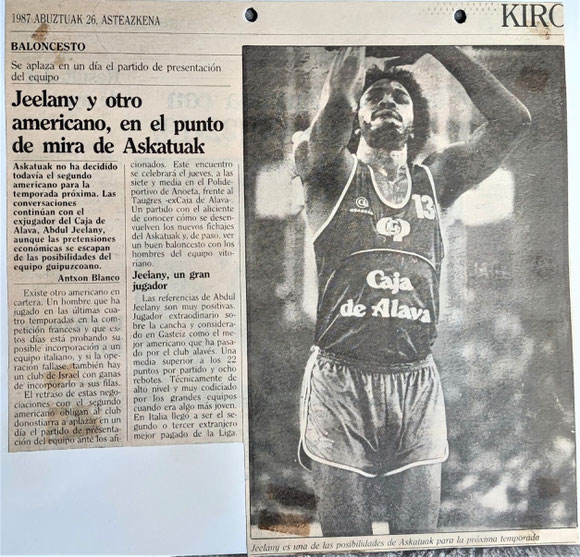 1987 ABUZTUAK 26, ASTEAZKENA
KIRO
BALONCESTO
Se aplaza en un día el partido de presentación
del equipo
Jeelany y otro
americano, en el punto
de mira de Askatuak
Askatuak no ha decidido
todavía el segundo
americano para la
temporada próxima. Las
conversaciones
continúan con el
exjugador del Caja de
Alava, Abdul Jeelany,
aunque las pretensiones
económicas se escapan
de las posibilidades del
equipo guipuzcoano.
Antxon Blanco
Existe otro americano en
cartera. Un hombre que ha
jugado en las últimas cua-
tro temporadas en la com-
petición francesa y que es-
tos días está probando su
posible incorporación a un
equipo italiano, y si la
operación fallase, también
hay un club de Israel con ganas
de incorporarlo a sus filas.
El retraso de estas nego-
ciaciones con el segundo
americano obligan al club
donostiarra a aplazar en un
día el partido de presenta-
ción del equipo ante los afi-
cionados. Este encuentro
se celebrará el jueves, a las
siete y media en el Polide-
portivo de Anoeta, frente al
Taugres -exCaja de Alava-.
Un partido con el aliciente
de conocer cómo se desen-
vuelven los nuevos fichajes
del Askatuak y, de paso, ver
un buen baloncesto con los
hombres del equipo vito-
riano.
Jeelany, un gran
jugador
Las referencias de Abdul
Jeelany son muy positivas.
Jugador extraordinario so-
bre la cancha y considera-
do en Gasteiz como el me-
jor americano que ha pasa-
do por el club alavés. Una
media superior a los 22
puntos por partido y ocho
rebotes. Técnicamente de
alto nivel y muy codiciado
por los grandes equipos
cuando era algo más joven.
En Italia llegó a ser el se-
gundo o tercer extranjero
mejor pagado de la Liga.
13
Caja
de Alava
Jeelany es una de las posibilidades de Askatuak para la próxima temporada